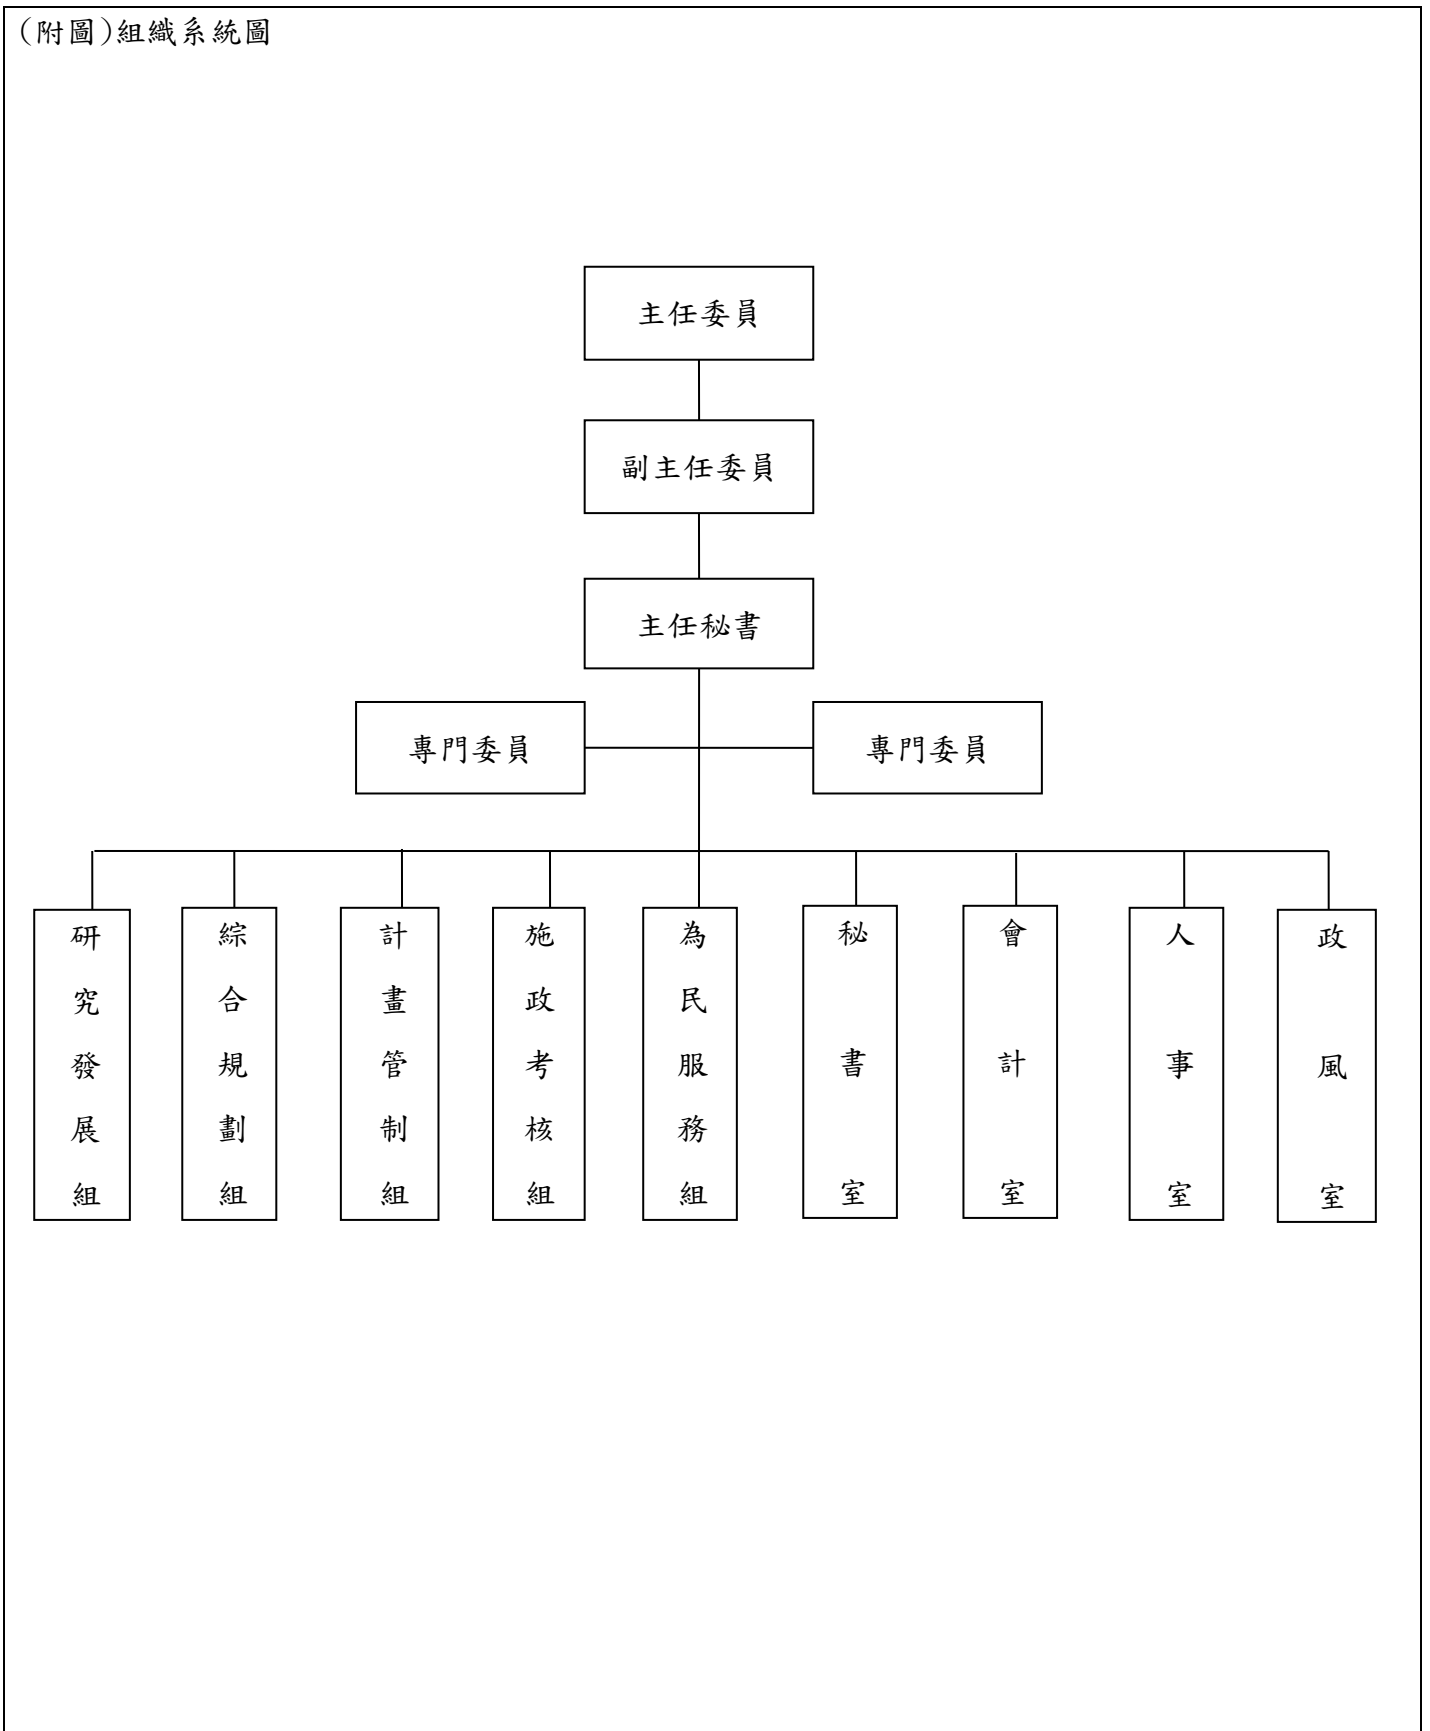 (附圖)組織系統圖
主任委員
副主任委員
主任秘書
專門委員
專門委員
研究發展組
綜合規劃組
計畫管制組
施政考核組
為民服務組
秘書室
會計室
人事室
政風室